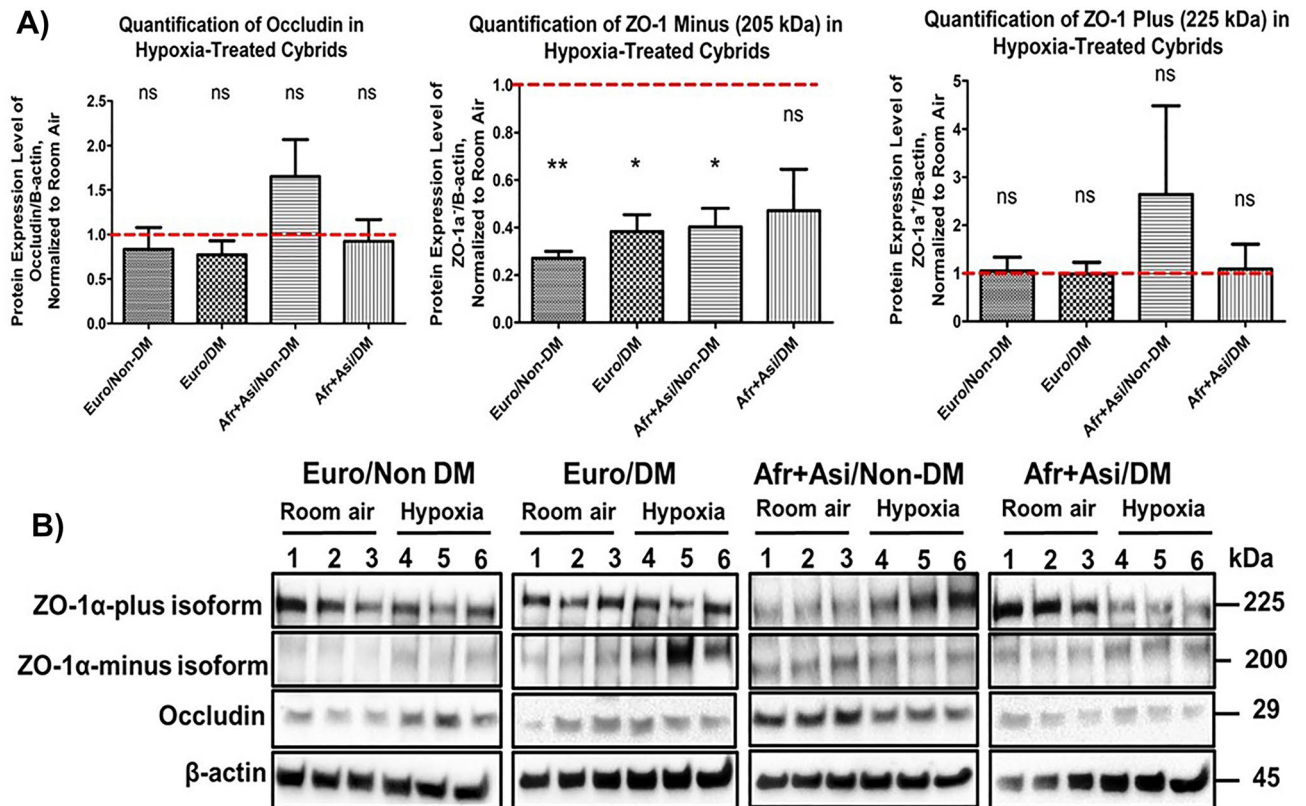 A)
Quantification of Occludin in
Hypoxia-Treated Cybrids
Protein Expression Level of
Occludin/B-actin,
Normalized to Room Air
2.5
2.0
1.5
1.0
0.5
0.0
ns
ns
ns
ns
Euro/Non-DM
Euro/DM
Afr+Asi/Non-DM
Afr+Asi/DM
Quantification of ZO-1 Minus (205 kDa) in
Hypoxia-Treated Cybrids
Protein Expression Level of
ZO-1a⁻/B-actin,
Normalized to Room Air
1.0
0.8
0.6
0.4
0.2
0.0
**
*
*
ns
Euro/Non-DM
Euro/DM
Afr+Asi/Non-DM
Afr+Asi/DM
Quantification of ZO-1 Plus (225 kDa) in
Hypoxia-Treated Cybrids
Protein Expression Level of
ZO-1a⁺/B-actin,
Normalized to Room Air
5
4
3
2
1
0
ns
ns
ns
ns
Euro/Non-DM
Euro/DM
Afr+Asi/Non-DM
Afr+Asi/DM
B)
Euro/Non DM Euro/DM Afr+Asi/Non-DM Afr+Asi/DM
Room air Hypoxia Room air Hypoxia Room air Hypoxia Room air Hypoxia
1 2 3 4 5 6 1 2 3 4 5 6 1 2 3 4 5 6 1 2 3 4 5 6 kDa
ZO-1α-plus isoform 225
ZO-1α-minus isoform 200
Occludin 29
β-actin 45